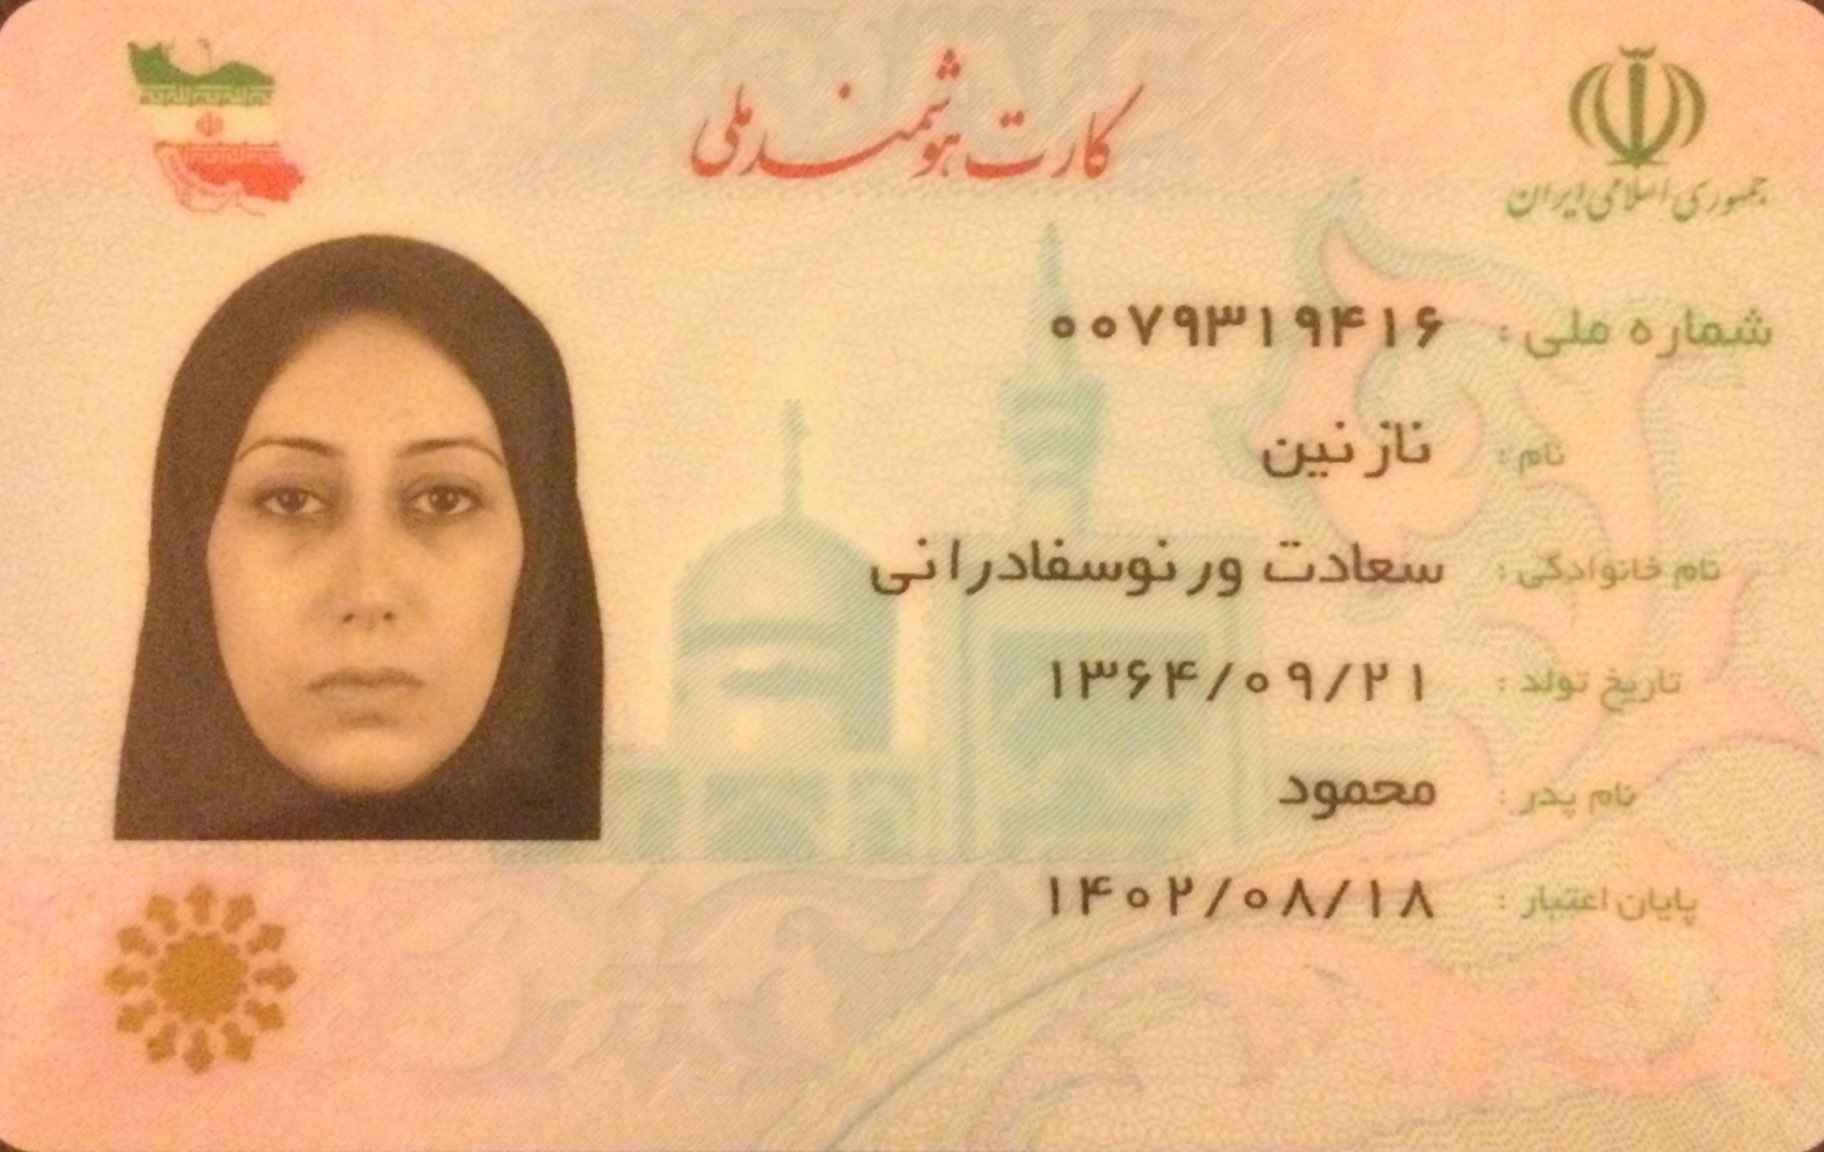 کارت هوشمند ملی
جمهوری اسلامی ایران
شماره ملی : ۰۰۷۹۳۱۹۴۱۶
نام : نازنین
نام خانوادگی : سعادت ورنوسفادرانی
تاریخ تولد : ۱۳۶۴/۰۹/۲۱
نام پدر : محمود
پایان اعتبار : ۱۴۰۲/۰۸/۱۸